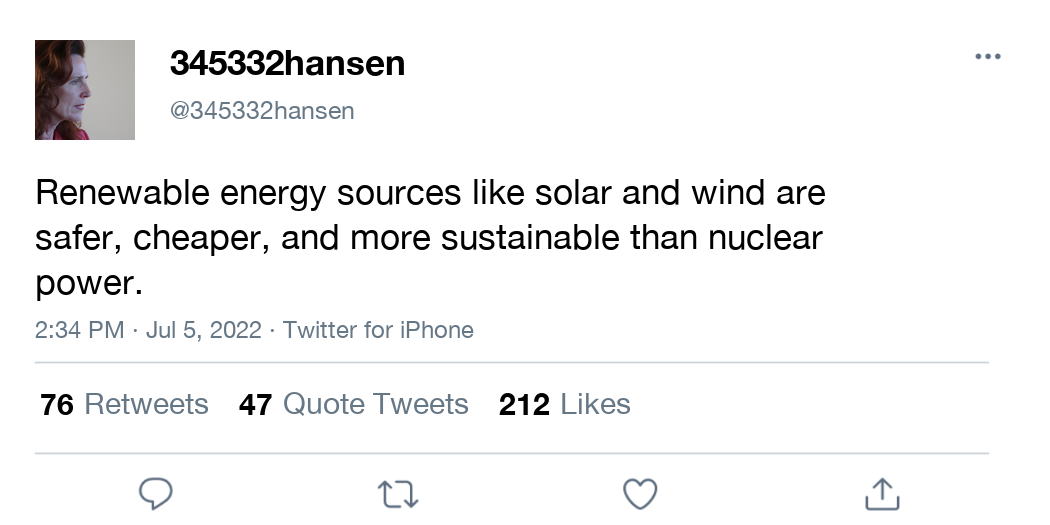 345332hansen
@345332hansen
Renewable energy sources like solar and wind are
safer, cheaper, and more sustainable than nuclear
power.
2:34 PM · Jul 5, 2022 · Twitter for iPhone
76 Retweets 47 Quote Tweets 212 Likes